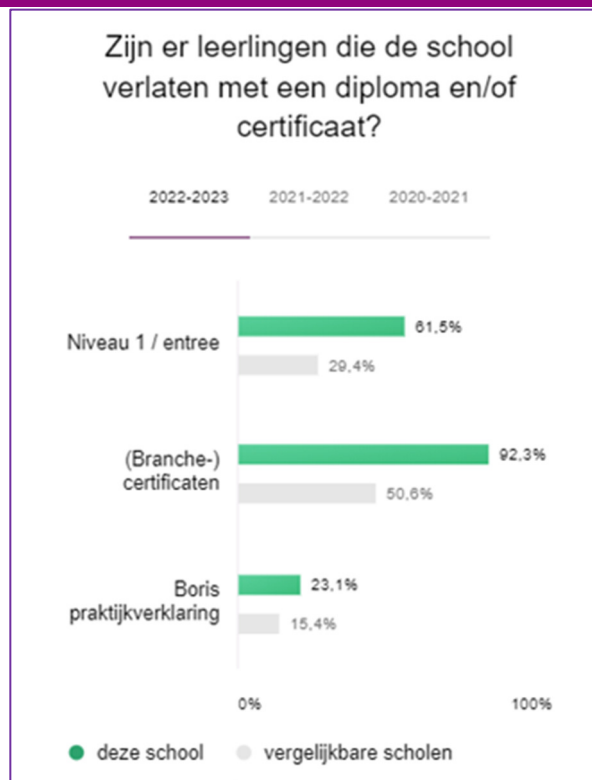 Zijn er leerlingen die de school
verlaten met een diploma en/of
certificaat?
2022-2023 2021-2022 2020-2021
Niveau 1 / entree
61,5%
29,4%
(Branche-)
certificaten
92,3%
50,6%
Boris
praktijkverklaring
23,1%
15,4%
0% 100%
deze school vergelijkbare scholen